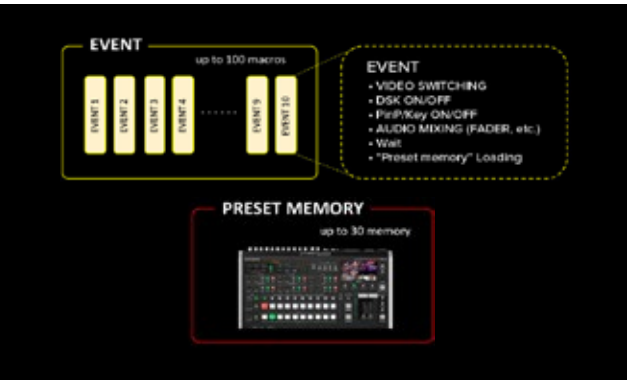 EVENT
up to 100 macros
EVENT 1
EVENT 2
EVENT 3
EVENT 4
......
EVENT 9
EVENT 10
EVENT
• VIDEO SWITCHING
• DSK ON/OFF
• PinP/Key ON/OFF
• AUDIO MIXING (FADER, etc.)
• Wait
• "Preset memory" Loading
PRESET MEMORY
up to 30 memory